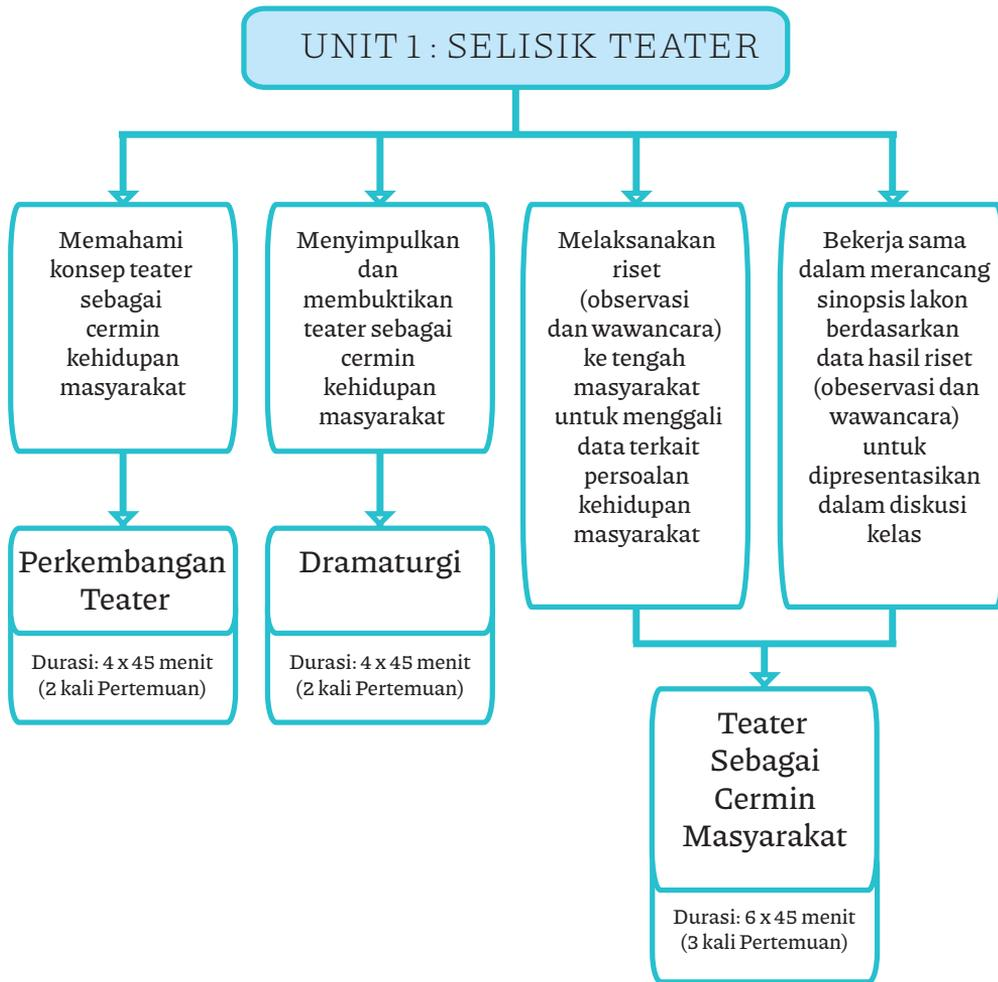 UNIT 1 : SELISIK TEATER
Memahami
konsep teater
sebagai
cermin
kehidupan
masyarakat
Menyimpulkan
dan
membuktikan
teater sebagai
cermin
kehidupan
masyarakat
Melaksanakan
riset
(observasi
dan wawancara)
ke tengah
masyarakat
untuk menggali
data terkait
persoalan
kehidupan
masyarakat
Bekerja sama
dalam merancang
sinopsis lakon
berdasarkan
data hasil riset
(obeservasi dan
wawancara)
untuk
dipresentasikan
dalam diskusi
kelas
Perkembangan
Teater
Durasi: 4 x 45 menit
(2 kali Pertemuan)
Dramaturgi
Durasi: 4 x 45 menit
(2 kali Pertemuan)
Teater
Sebagai
Cermin
Masyarakat
Durasi: 6 x 45 menit
(3 kali Pertemuan)